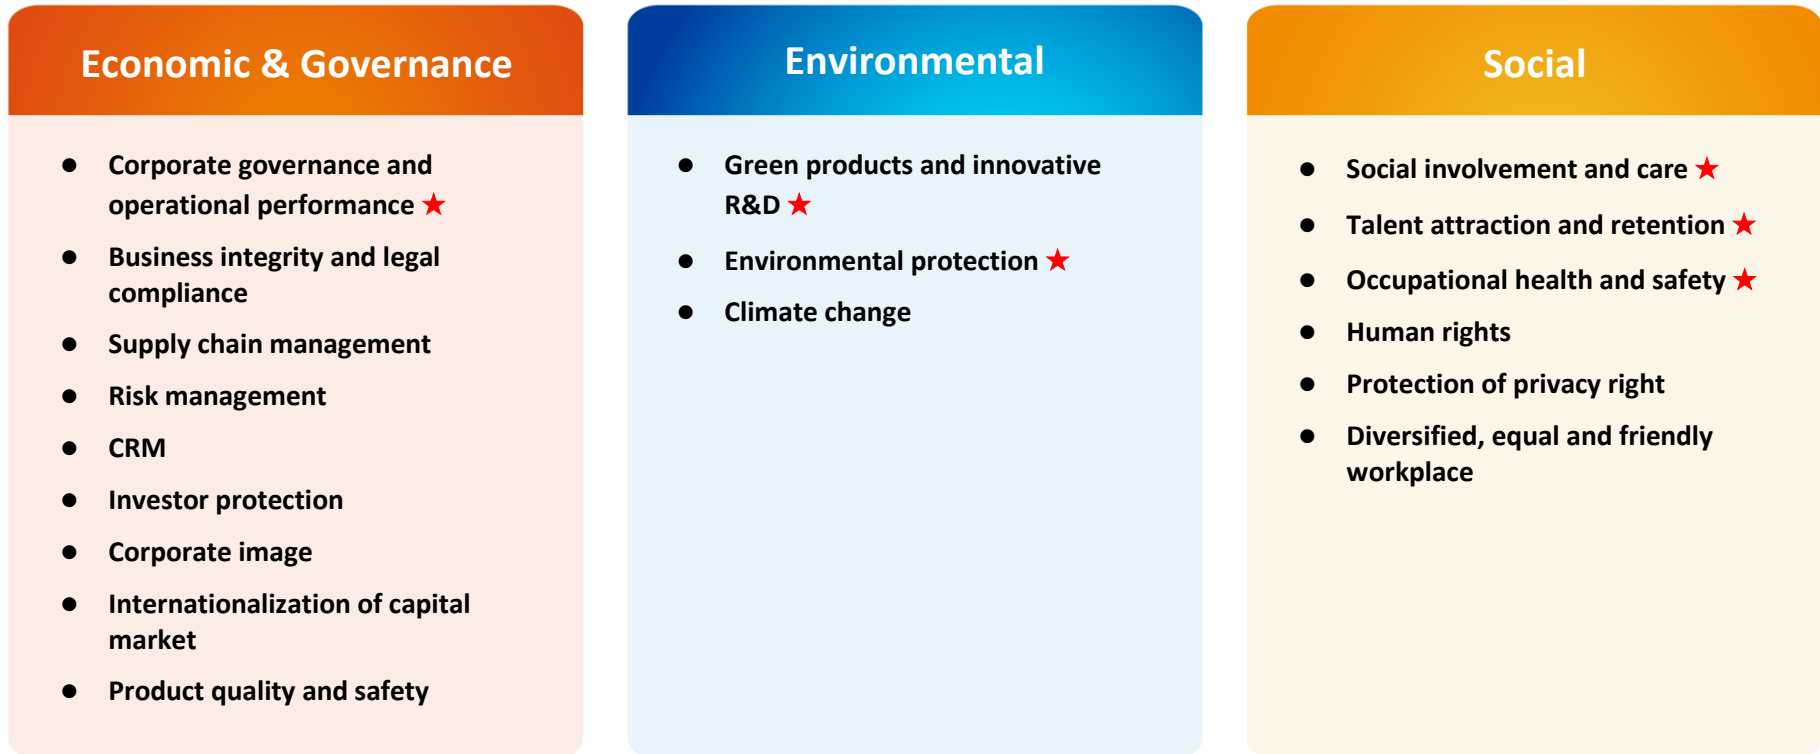 Economic & Governance
● Corporate governance and
operational performance ★
● Business integrity and legal
compliance
● Supply chain management
● Risk management
● CRM
● Investor protection
● Corporate image
● Internationalization of capital
market
● Product quality and safety
Environmental
● Green products and innovative
R&D ★
● Environmental protection ★
● Climate change
Social
● Social involvement and care ★
● Talent attraction and retention ★
● Occupational health and safety ★
● Human rights
● Protection of privacy right
● Diversified, equal and friendly
workplace